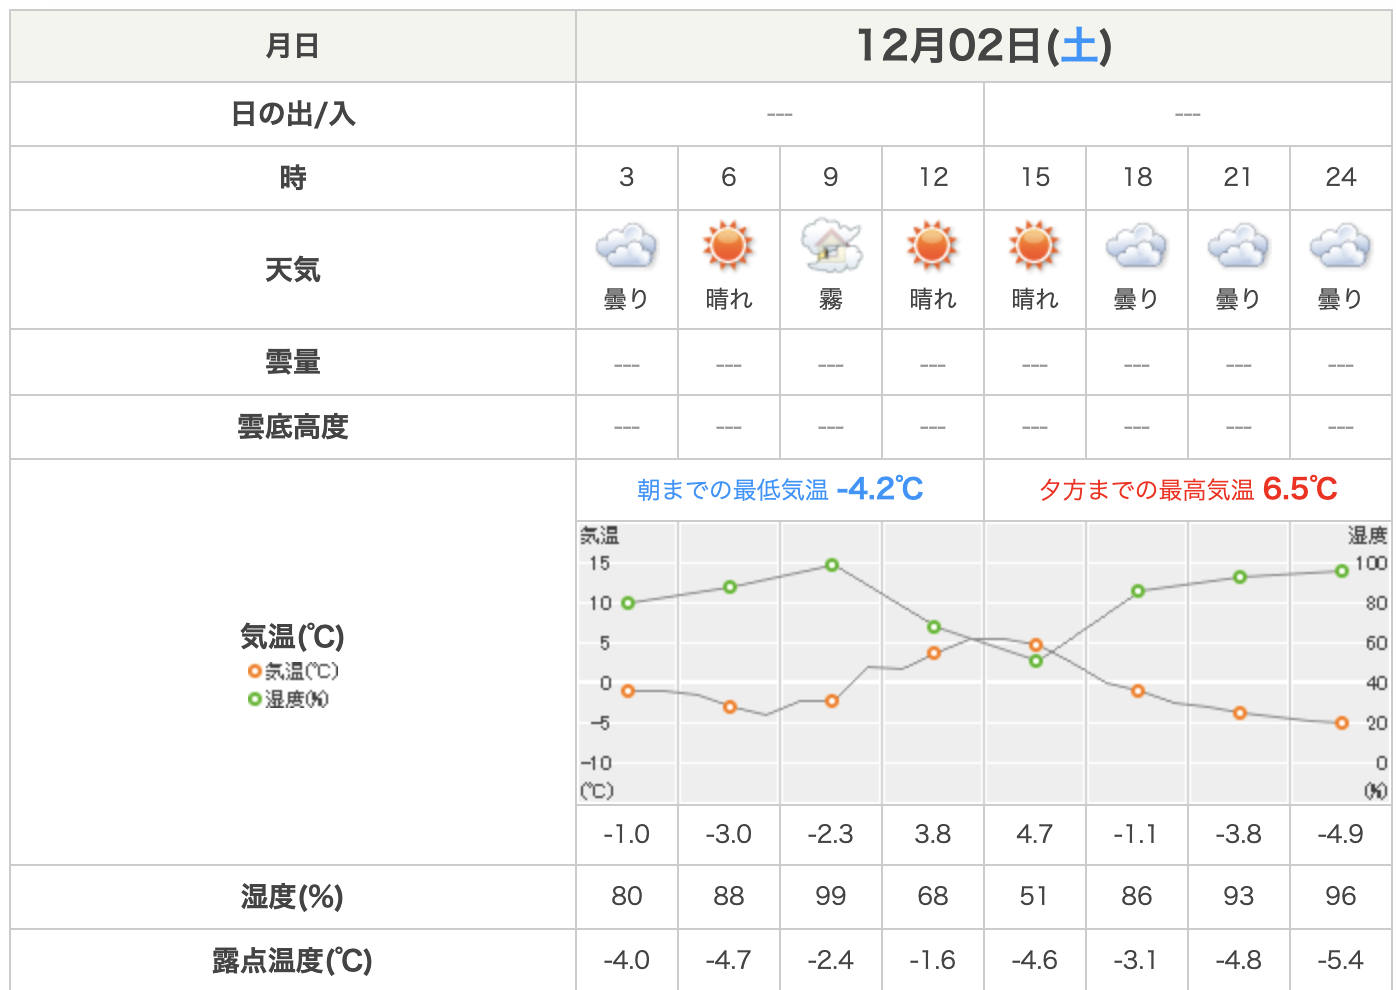 月日 12月02日(土)
日の出/入 --- ---
時 3 6 9 12 15 18 21 24
天気 曇り 晴れ 霧 晴れ 晴れ 曇り 曇り 曇り
雲量 --- --- --- --- --- --- --- ---
雲底高度 --- --- --- --- --- --- --- ---
朝までの最低気温 -4.2℃ 夕方までの最高気温 6.5℃
気温(℃)
気温(℃)
湿度(%)
気温 湿度
15 100
10 80
5 60
0 40
-5 20
-10 0
(℃) (%)
-1.0 -3.0 -2.3 3.8 4.7 -1.1 -3.8 -4.9
湿度(%) 80 88 99 68 51 86 93 96
露点温度(℃) -4.0 -4.7 -2.4 -1.6 -4.6 -3.1 -4.8 -5.4